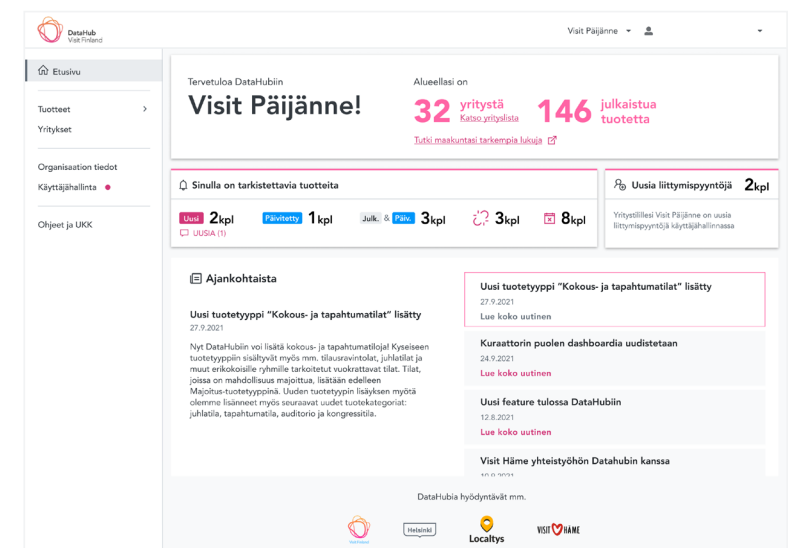 DataHub
Visit Finland
Visit Päijänne
Etusivu
Tuotteet
Yritykset
Organisaation tiedot
Käyttäjähallinta
Ohjeet ja UKK
Tervetuloa DataHubiin
Visit Päijänne!
Alueellasi on
32 yritystä
Katso yrityslista
146 julkaistua
tuotetta
Tutki maakuntasi tarkempia lukuja
Sinulla on tarkistettavia tuotteita
Uusi 2kpl
Päivitetty 1kpl
Julk. & Päiv. 3kpl
3kpl
8kpl
UUSIA (1)
Uusia liittymispyyntöjä 2kpl
Yritystilillesi Visit Päijänne on uusia
liittymispyntöjä käyttäjähallinnassa
Ajankohtaista
Uusi tuotetyyppi "Kokous- ja tapahtumatilat" lisätty
27.9.2021
Nyt DataHubiin voi lisätä kokous- ja tapahtumatiloja! Kyseiseen
tuotetyyppiin sisältyvät myös mm. tilausravintolat, juhlatilat ja
muut erikokoisille ryhmille tarkoitetut vuokrattavat tilat. Tilat,
joissa on mahdollisuus majoittua, lisätään edelleen
Majoitus-tuotetyyppinä. Uuden tuotetyypin lisäyksen myötä
olemme lisänneet myös seuraavat uudet tuotekategoriat:
juhlatila, tapahtumatila, auditorio ja kongressitila.
Uusi tuotetyyppi "Kokous- ja tapahtumatilat" lisätty
27.9.2021
Lue koko uutinen
Kuraattorin puolen dashboardia uudistetaan
24.9.2021
Lue koko uutinen
Uusi feature tulossa DataHubiin
12.8.2021
Lue koko uutinen
Visit Häme yhteistyöhön Datahubin kanssa
10.9.2021
DataHubia hyödyntävät mm.
Visit Finland
Helsinki
Localtys
VISIT HÄME